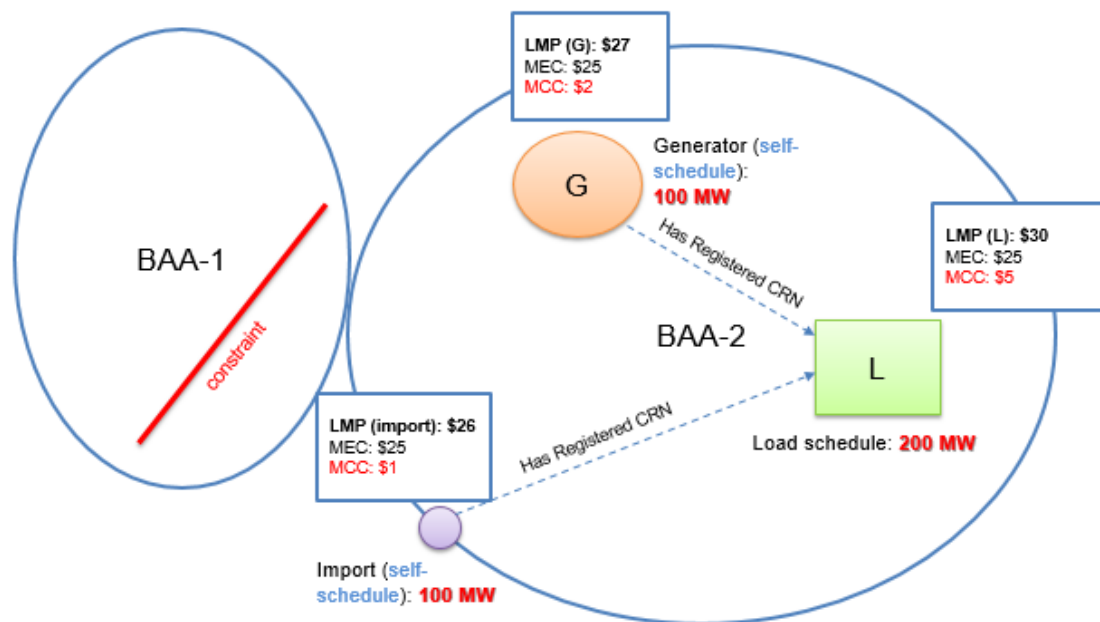 LMP (G): $27
MEC: $25
MCC: $2
Generator (self-
schedule):
100 MW
G
Has Registered CRN
LMP (L): $30
MEC: $25
MCC: $5
BAA-1
constraint
BAA-2
L
Load schedule: 200 MW
LMP (import): $26
MEC: $25
MCC: $1
Has Registered CRN
Import (self-
schedule): 100 MW